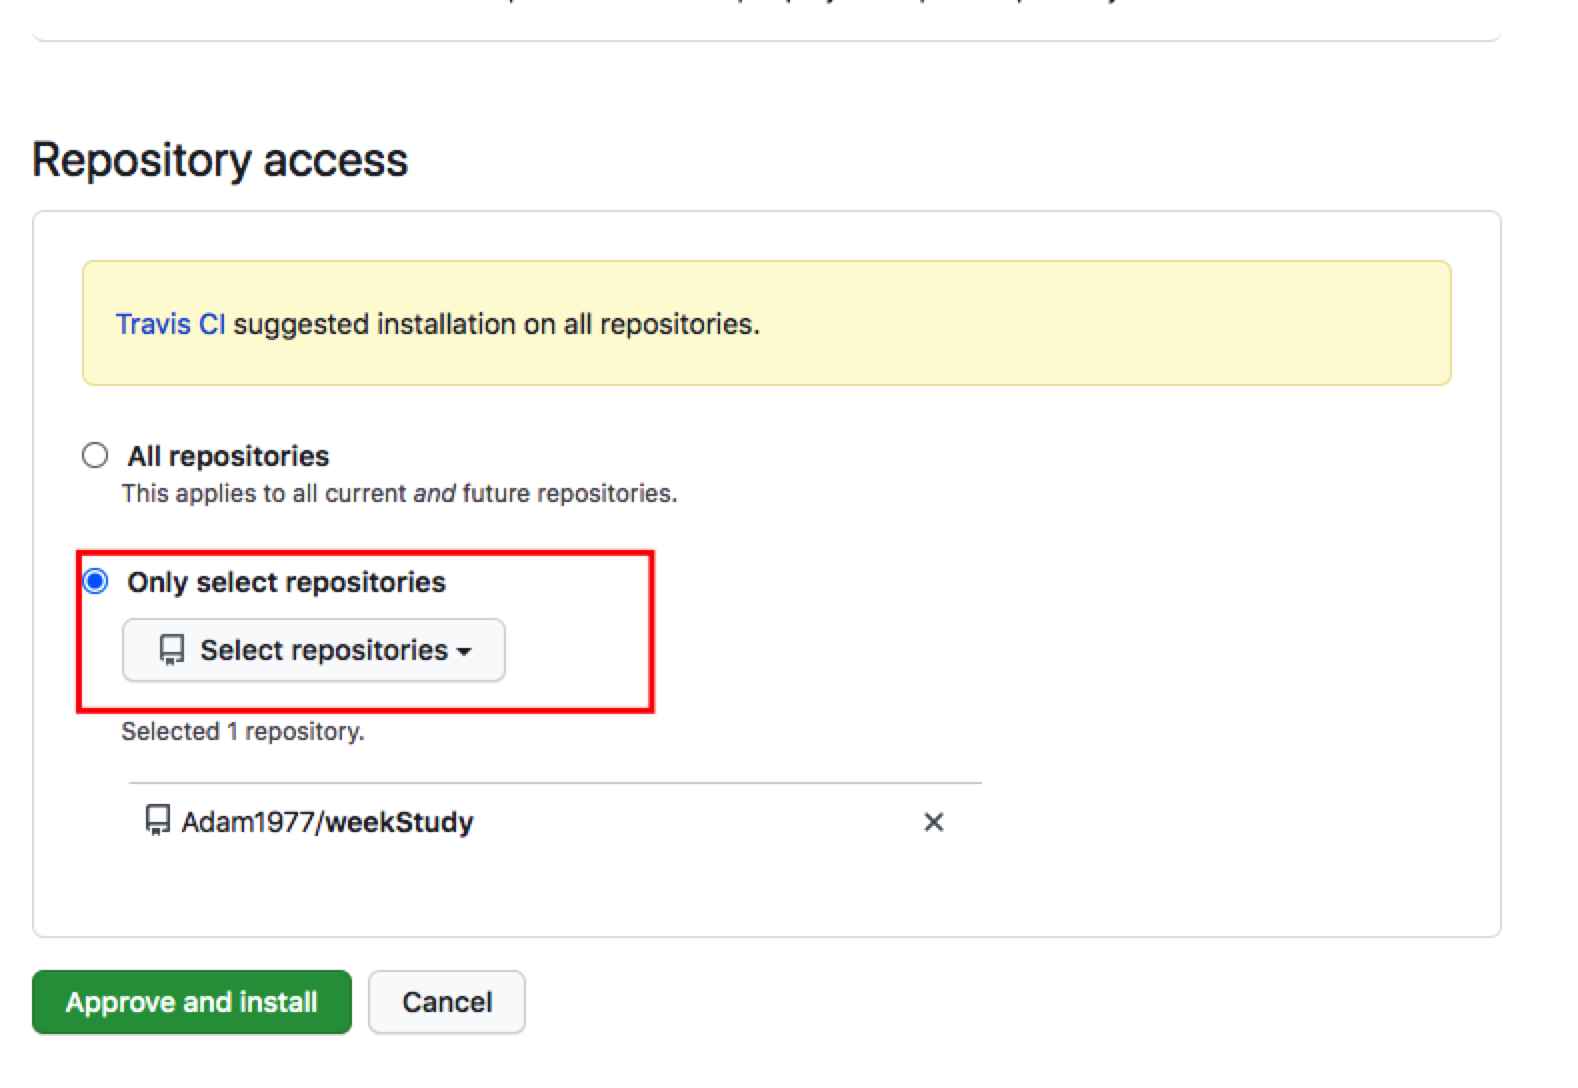 Repository access
Travis CI suggested installation on all repositories.
All repositories
This applies to all current and future repositories.
Only select repositories
Select repositories
Selected 1 repository.
Adam1977/weekStudy
Approve and install
Cancel